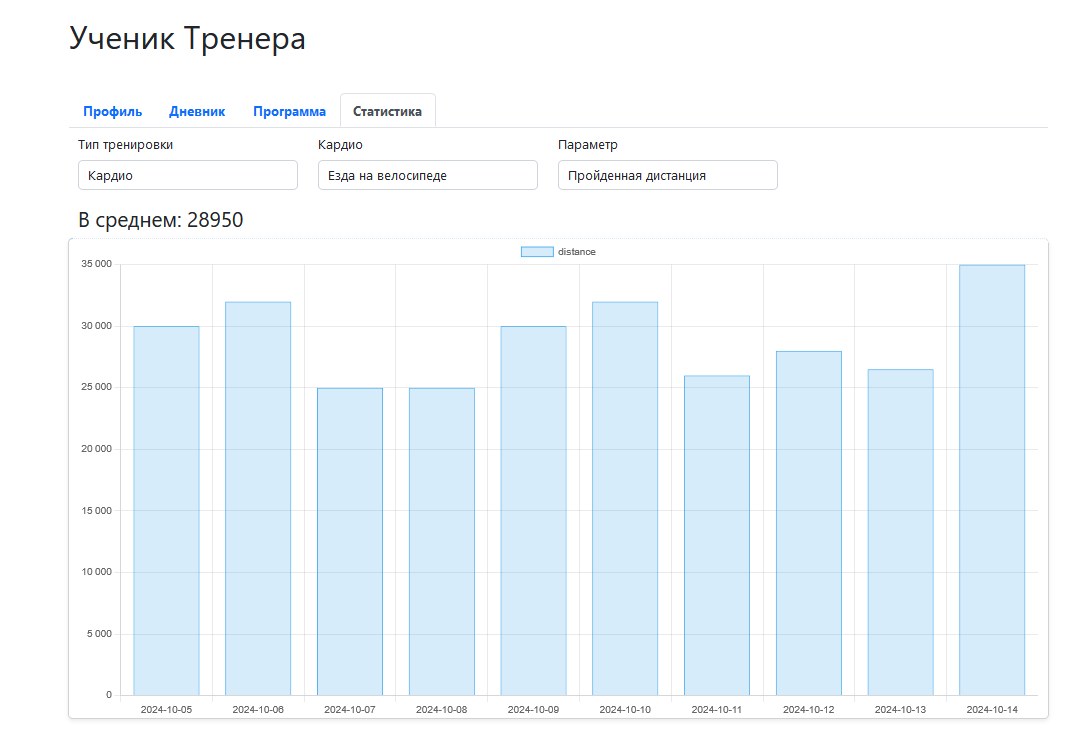 Ученик Тренера
Профиль Дневник Программа Статистика
Тип тренировки Кардио Параметр
Кардио Езда на велосипеде Пройденная дистанция
В среднем: 28950
distance
35 000
30 000
25 000
20 000
15 000
10 000
5 000
0
2024-10-05 2024-10-06 2024-10-07 2024-10-08 2024-10-09 2024-10-10 2024-10-11 2024-10-12 2024-10-13 2024-10-14